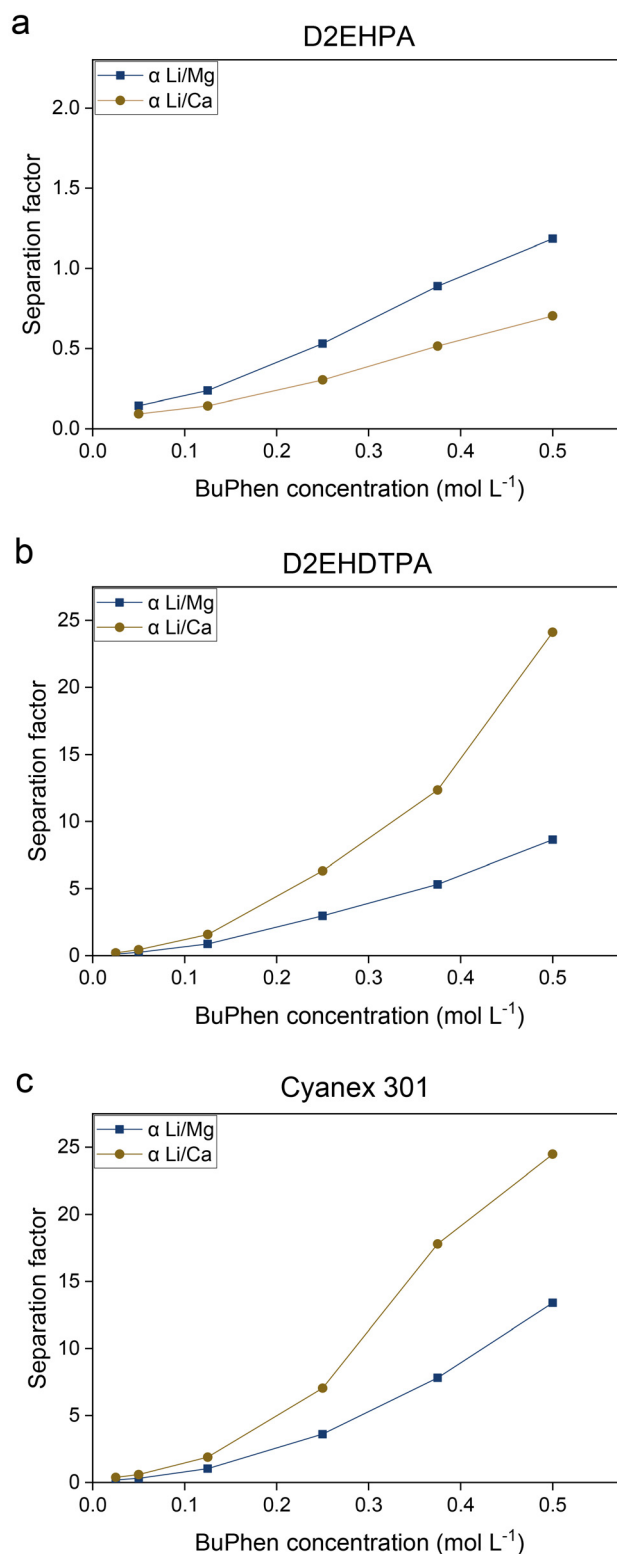 a
D2EHPA
α Li/Mg
α Li/Ca
2.0
1.5
1.0
0.5
0.0
Separation factor
0.0 0.1 0.2 0.3 0.4 0.5
BuPhen concentration (mol L⁻¹)
b
D2EHDTPA
α Li/Mg
α Li/Ca
25
20
15
10
5
0
Separation factor
0.0 0.1 0.2 0.3 0.4 0.5
BuPhen concentration (mol L⁻¹)
c
Cyanex 301
α Li/Mg
α Li/Ca
25
20
15
10
5
0
Separation factor
0.0 0.1 0.2 0.3 0.4 0.5
BuPhen concentration (mol L⁻¹)